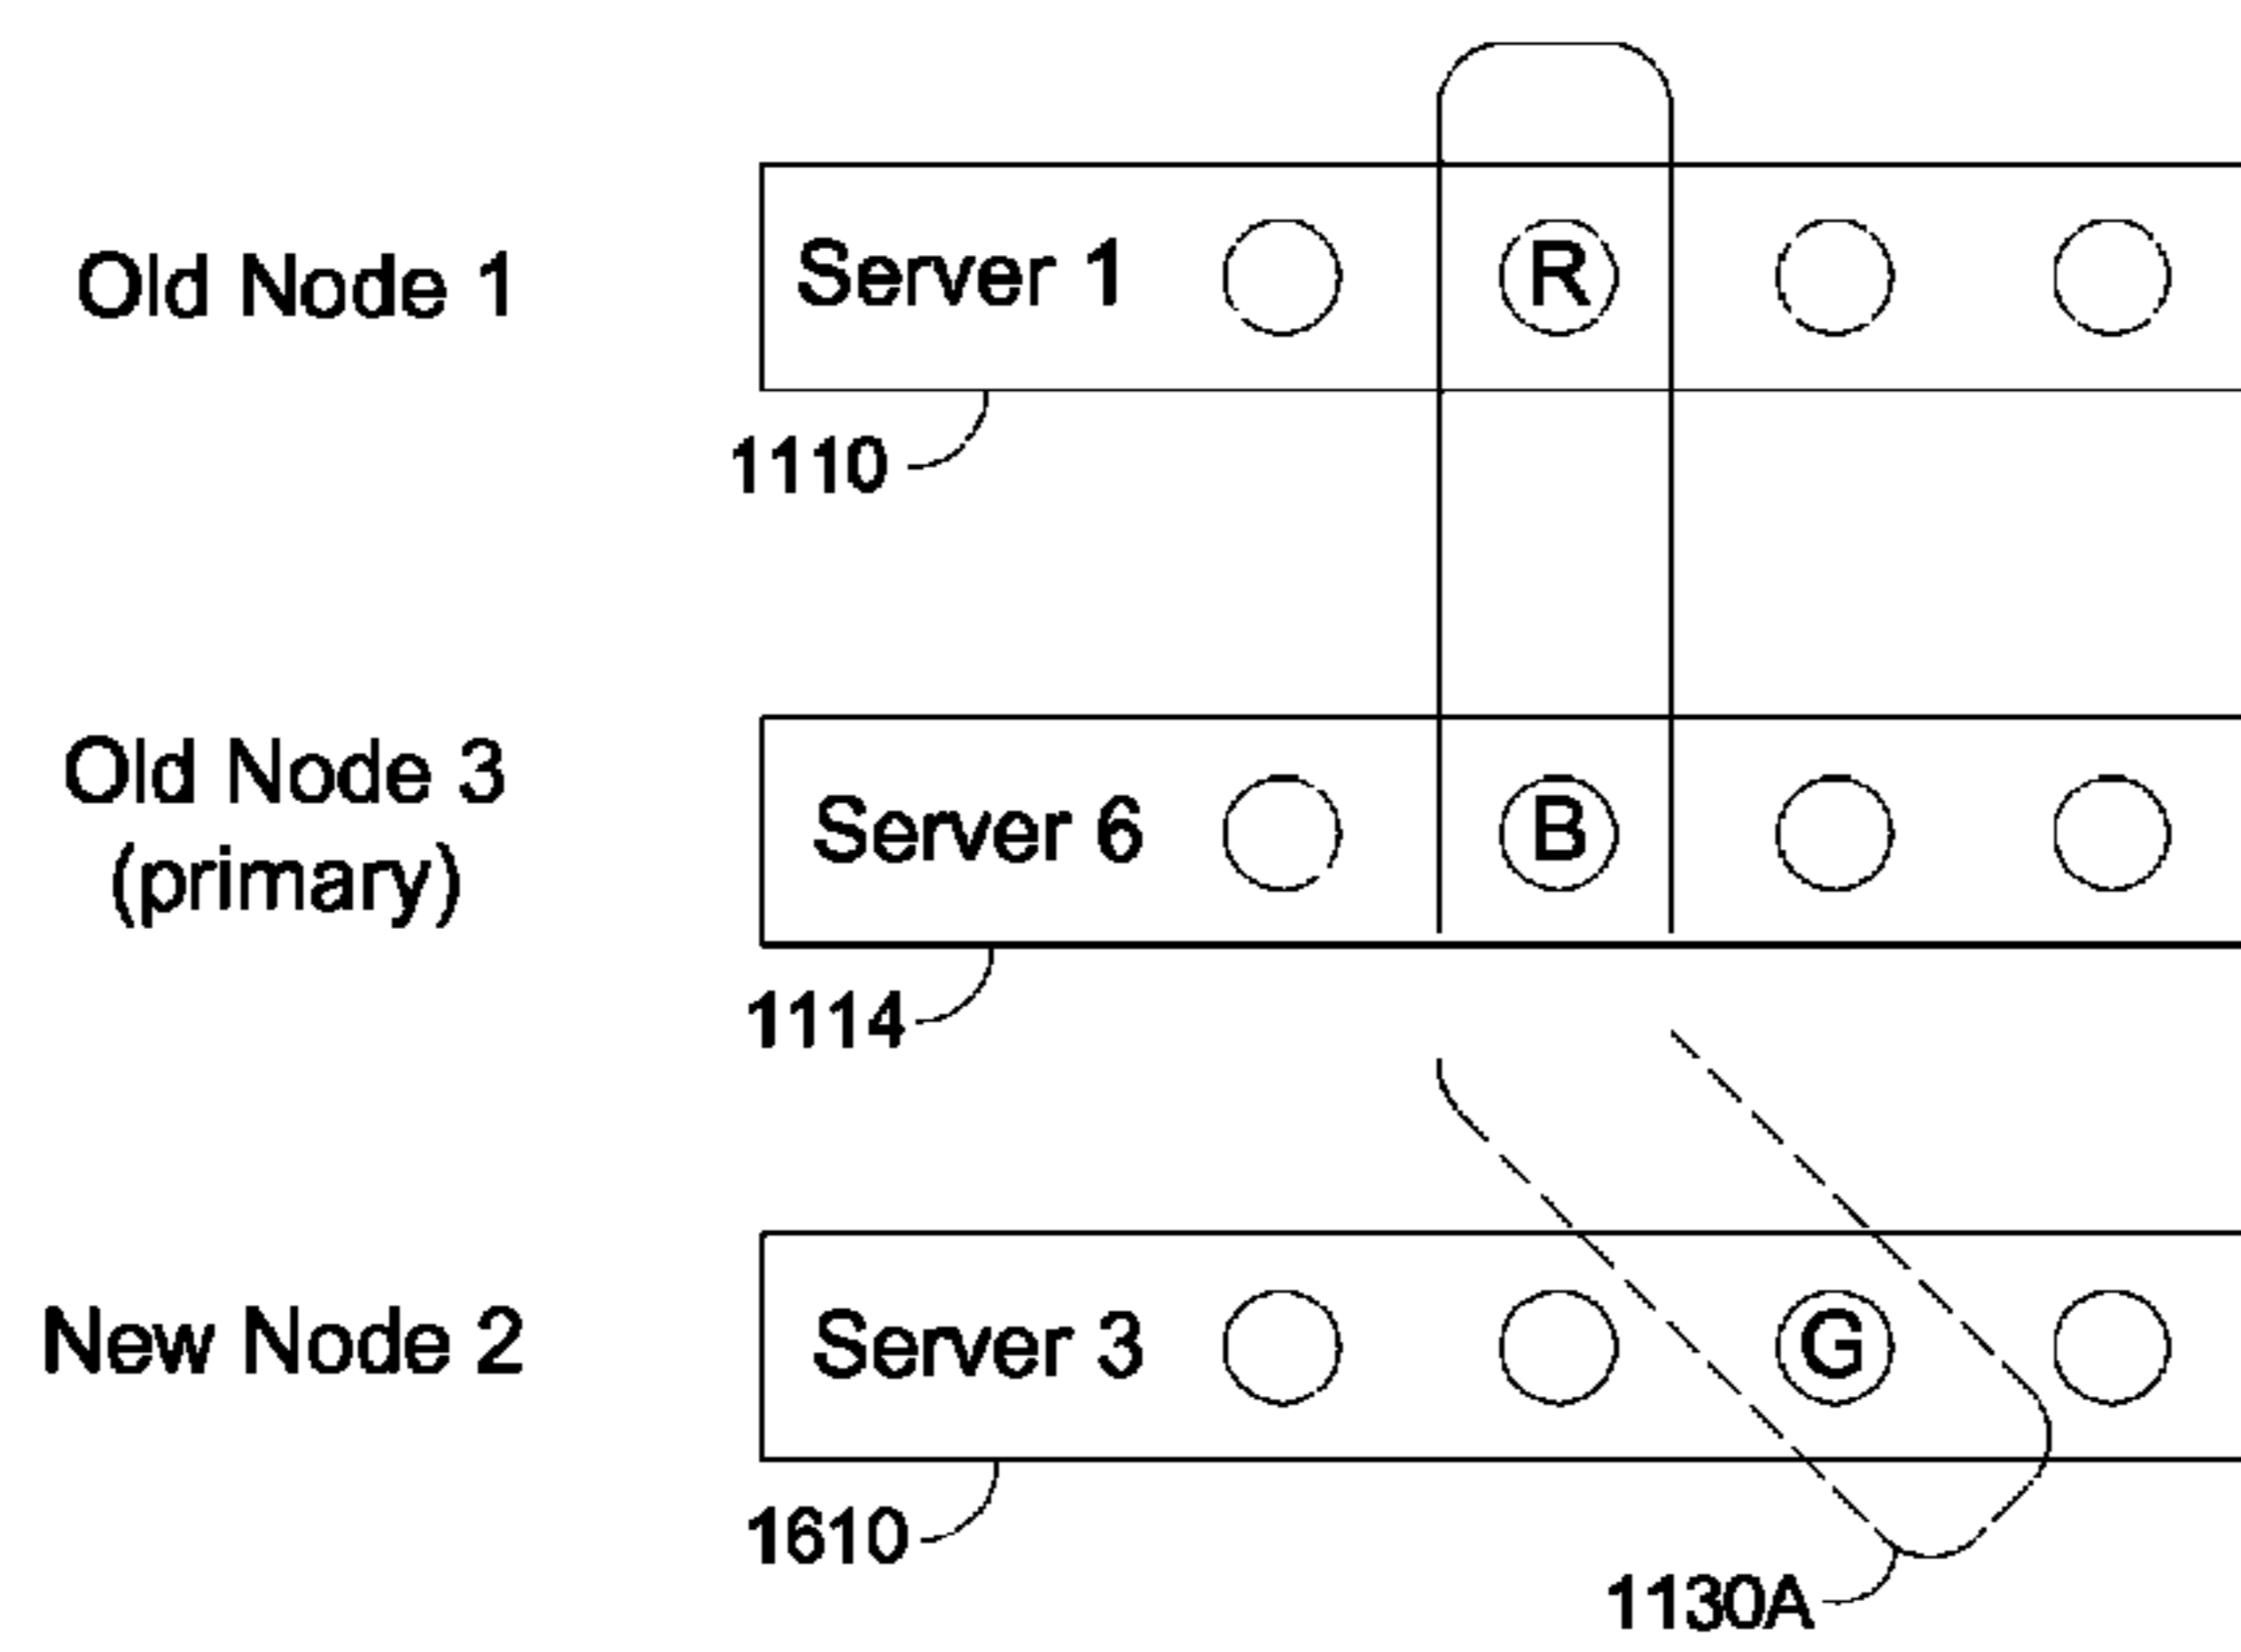 Old Node 1
Server 1
R
1110
Old Node 3
(primary)
Server 6
B
1114
New Node 2
Server 3
G
1610
1130A